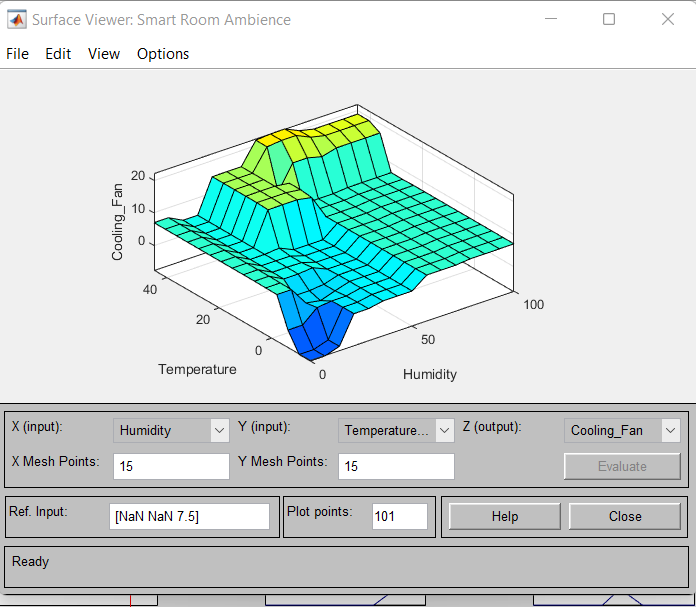 Surface Viewer: Smart Room Ambience
File Edit View Options
20
10
0
Cooling_Fan
40
20
0
Temperature
0
50
100
Humidity
X (input): Humidity Y (input): Temperature... Z (output): Cooling_Fan
X Mesh Points: 15 Y Mesh Points: 15 Evaluate
Ref. Input: [NaN NaN 7.5] Plot points: 101 Help Close
Ready